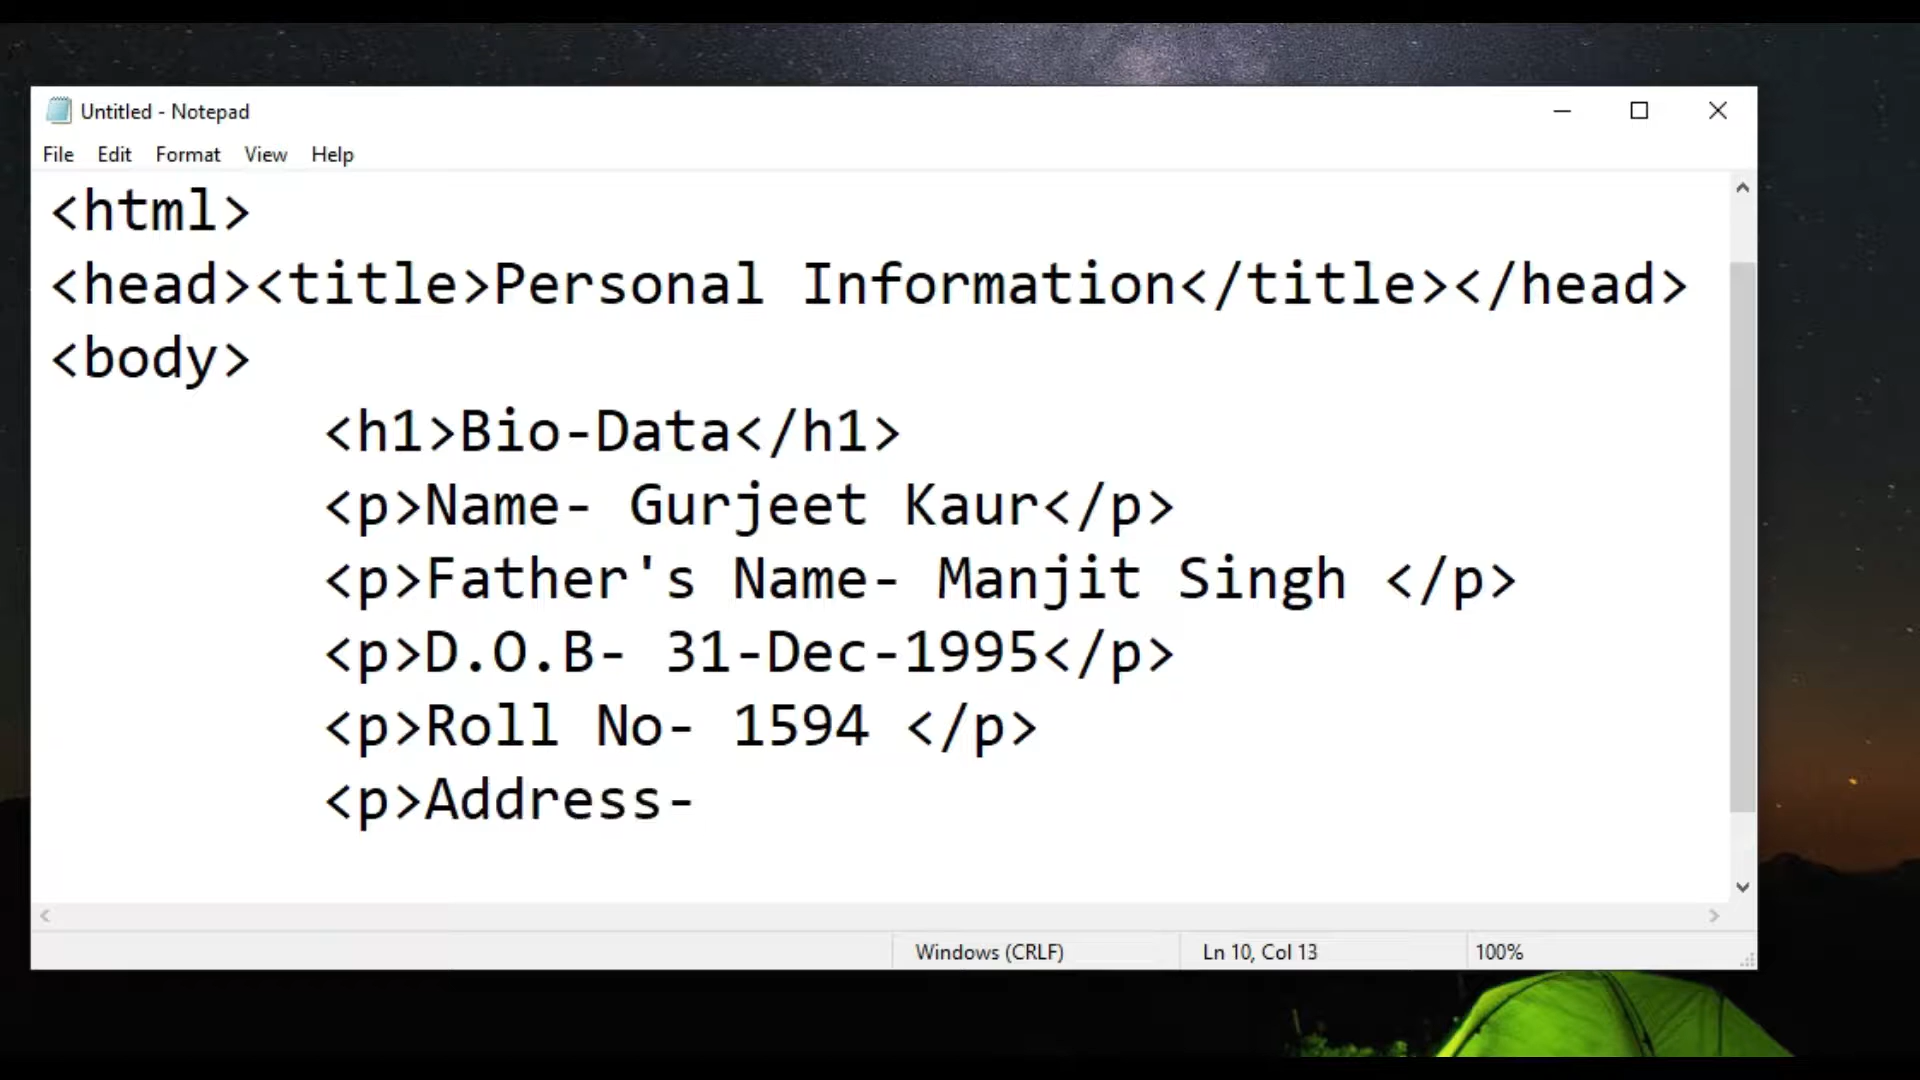 Untitled - Notepad
File Edit Format View Help
<html>
<head><title>Personal Information</title></head>
<body>
<h1>Bio-Data</h1>
<p>Name- Gurjeet Kaur</p>
<p>Father's Name- Manjit Singh </p>
<p>D.O.B- 31-Dec-1995</p>
<p>Roll No- 1594 </p>
<p>Address-
Windows (CRLF) Ln 10, Col 13 100%